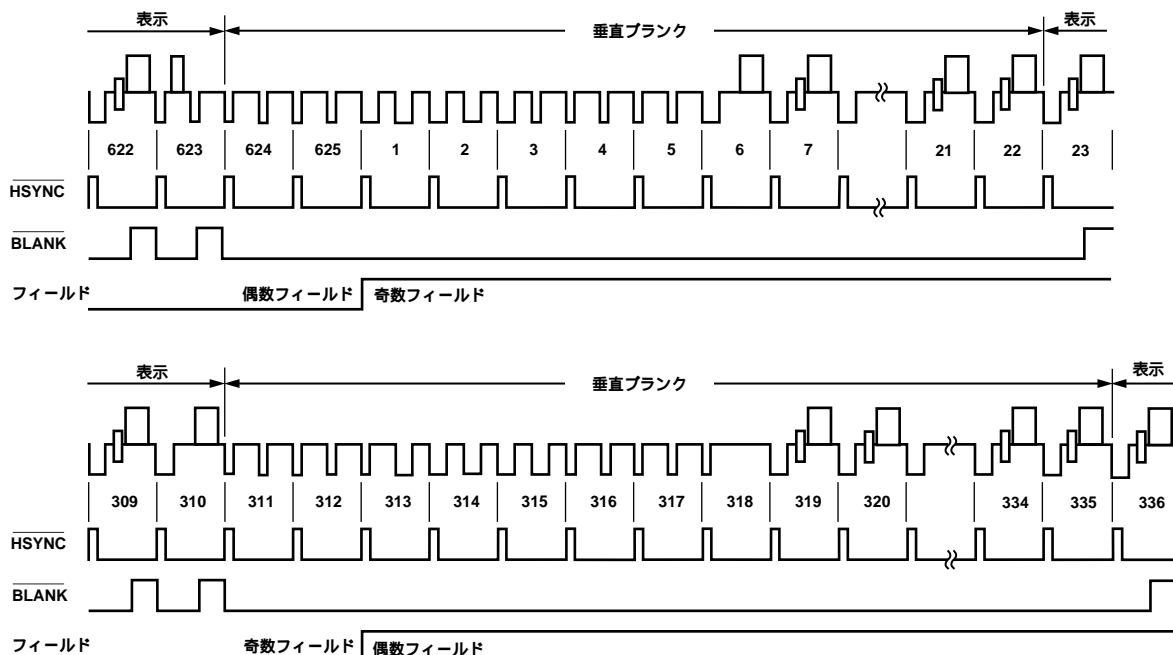 表示 垂直ブランク 表示
622 623 624 625 1 2 3 4 5 6 7 21 22 23
HSYNC
BLANK
フィールド 偶数フィールド 奇数フィールド
表示 垂直ブランク 表示
309 310 311 312 313 314 315 316 317 318 319 320 334 335 336
HSYNC
BLANK
フィールド 奇数フィールド 偶数フィールド